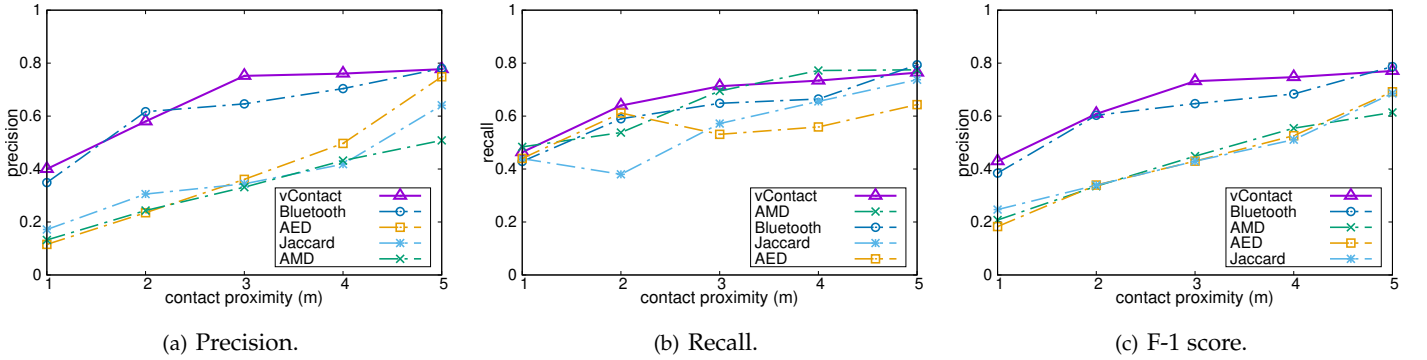 1
0.8
0.6
0.4
0.2
0
precision
vContact
Bluetooth
AED
Jaccard
AMD
1 2 3 4 5
contact proximity (m)
(a) Precision.
1
0.8
0.6
0.4
0.2
0
recall
vContact
AMD
Bluetooth
Jaccard
AED
1 2 3 4 5
contact proximity (m)
(b) Recall.
1
0.8
0.6
0.4
0.2
0
precision
vContact
Bluetooth
AMD
AED
Jaccard
1 2 3 4 5
contact proximity (m)
(c) F-1 score.